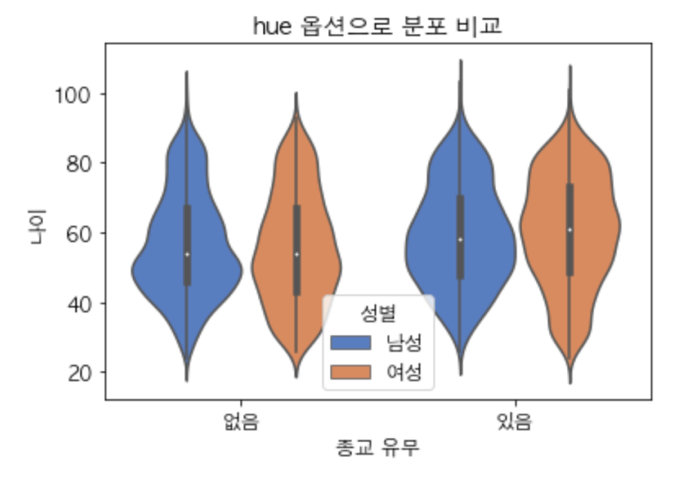 hue 옵션으로 분포 비교
나이
100
80
60
40
20
성별
남성
여성
없음 있음
종교 유무